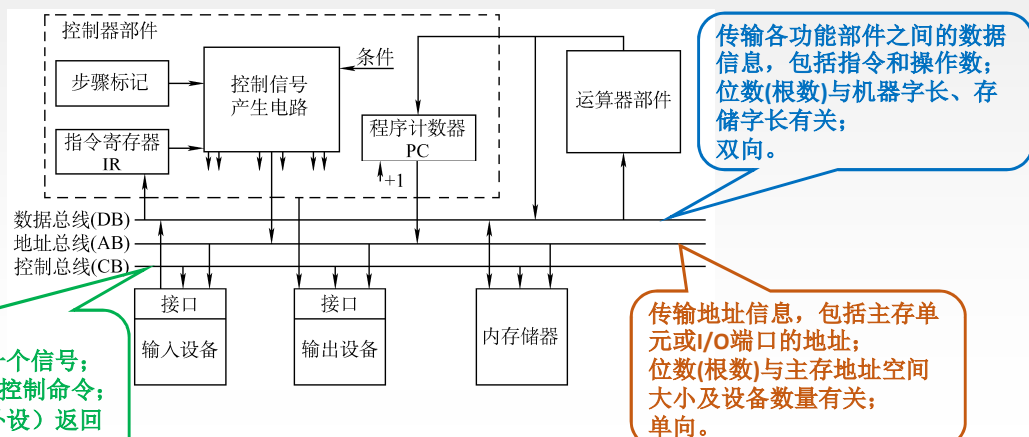 控制器部件
步骤标记
指令寄存器
IR
控制信号
产生电路
条件
程序计数器
PC
+1
运算器部件
传输各功能部件之间的数据
信息，包括指令和操作数；
位数(根数)与机器字长、存
储字长有关；
双向。
数据总线(DB)
地址总线(AB)
控制总线(CB)
接口
输入设备
接口
输出设备
内存储器
个信号；
控制命令；
设）返回
传输地址信息，包括主存单
元或I/O端口的地址；
位数(根数)与主存地址空间
大小及设备数量有关；
单向。